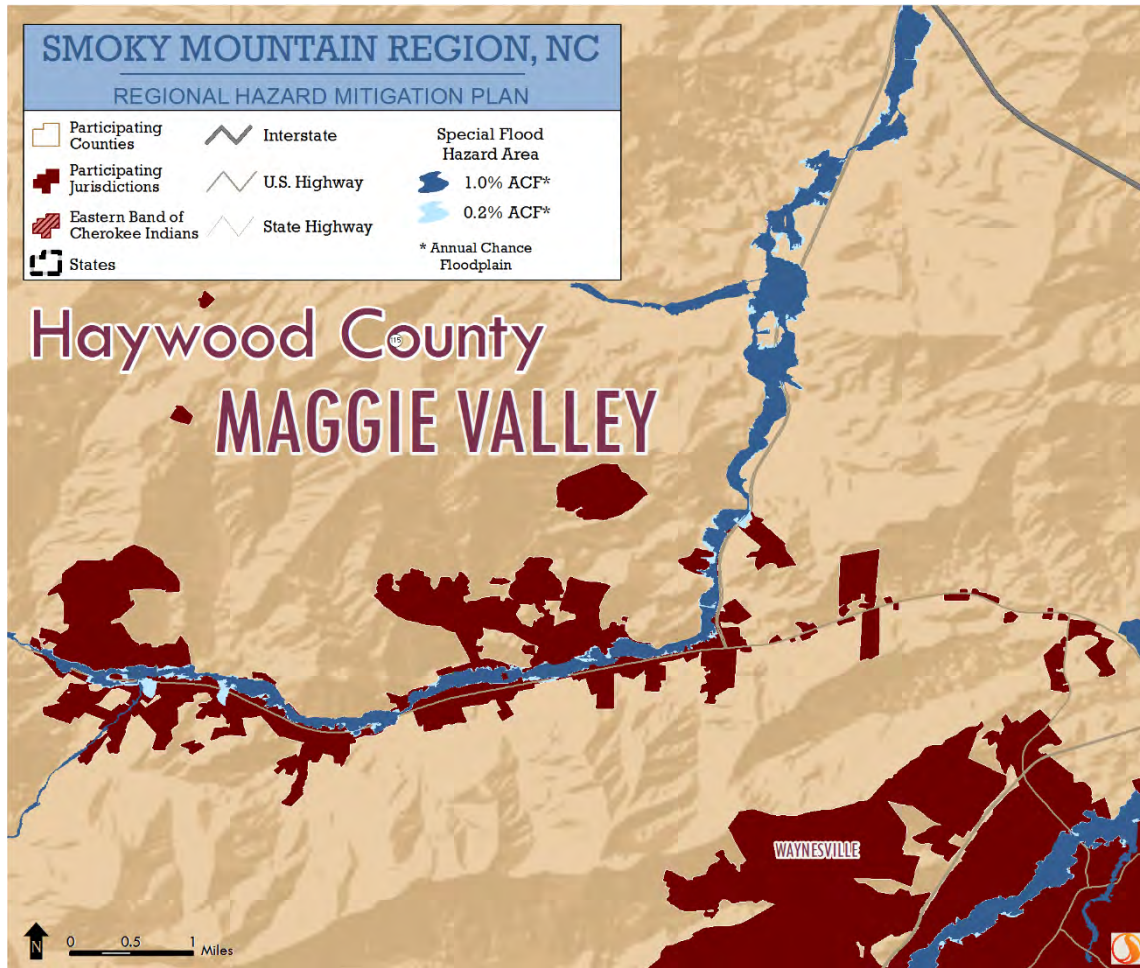 SMOKY MOUNTAIN REGION, NC
REGIONAL HAZARD MITIGATION PLAN
Participating
Counties
Participating
Jurisdictions
Eastern Band of
Cherokee Indians
States
Interstate
U.S. Highway
State Highway
Special Flood
Hazard Area
1.0% ACF*
0.2% ACF*
* Annual Chance
Floodplain
Haywood County
115
MAGGIE VALLEY
WAYNESVILLE
N
0 0.5 1 Miles